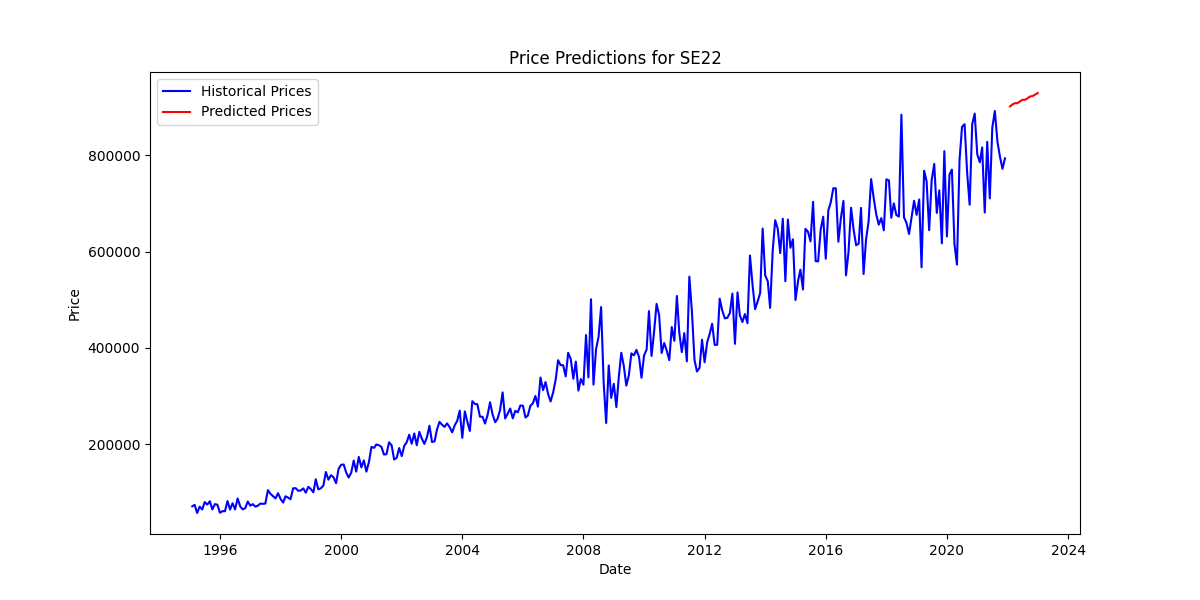 Price Predictions for SE22
Historical Prices
Predicted Prices
800000
600000
400000
200000
Price
1996 2000 2004 2008 2012 2016 2020 2024
Date